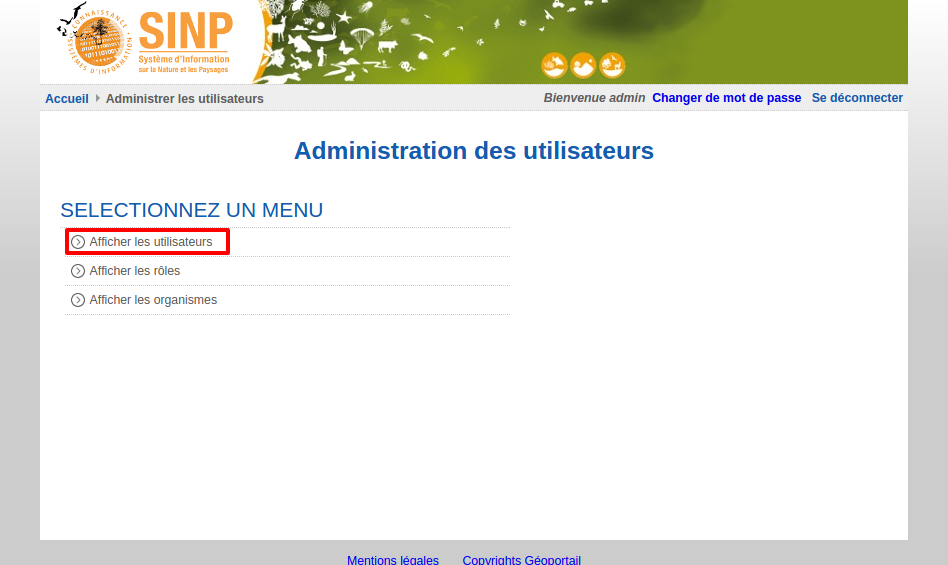 CONNAISSANCE
SYSTÈMES D'INFORMATION
SINP
Système d'Information
sur la Nature et les Paysages
Accueil Administrer les utilisateurs
Bienvenue admin Changer de mot de passe Se déconnecter
Administration des utilisateurs
SELECTIONNEZ UN MENU
Afficher les utilisateurs
Afficher les rôles
Afficher les organismes
Mentions légales Copyrights Géoportail